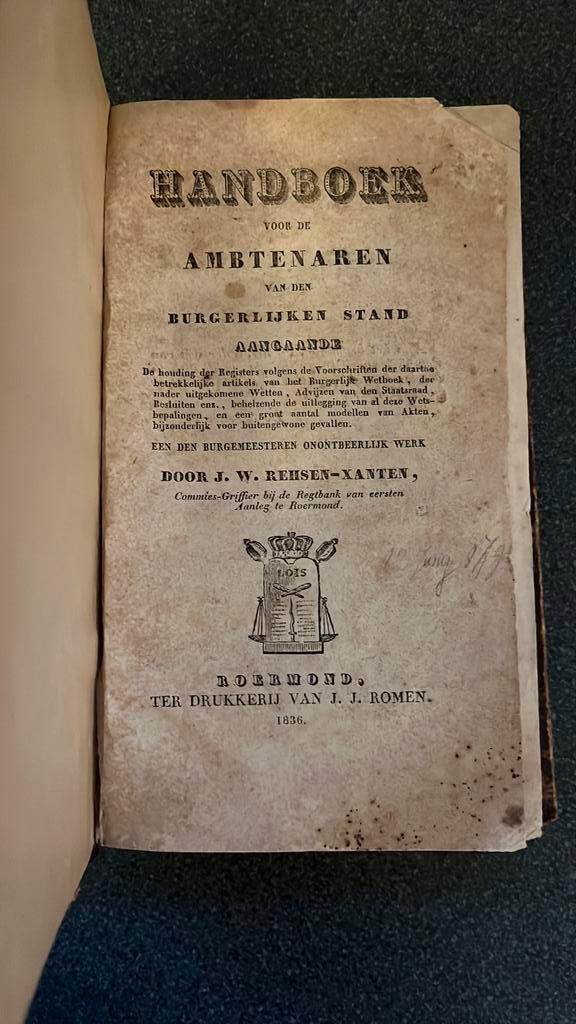 HANDBOEK
VOOR DE
AMBTENAREN
VAN DEN
BURGERLIJKEN STAND
AANGAANDE
De houding der Registers volgens de Voorschriften der daartoe
betrekkelijke artikels van het Burgerlijk Wetboek, der
nader uitgekomene Wetten, Advijzen van den Staatsraad,
Besluiten enz., behelzende de uitlegging van al deze Wets-
bepalingen, en een groot aantal modellen van Akten,
bijzonderlijk voor buitengewone gevallen.
EEN DEN BURGEMEESTEREN ONONTBEERLIJK WERK
DOOR J. W. REHSEN-XANTEN,
Commies-Griffier bij de Regtbank van eersten
Aanleg te Roermond.
LOIS
ROERMOND,
TER DRUKKERIJ VAN J. J. ROMEN.
1836.